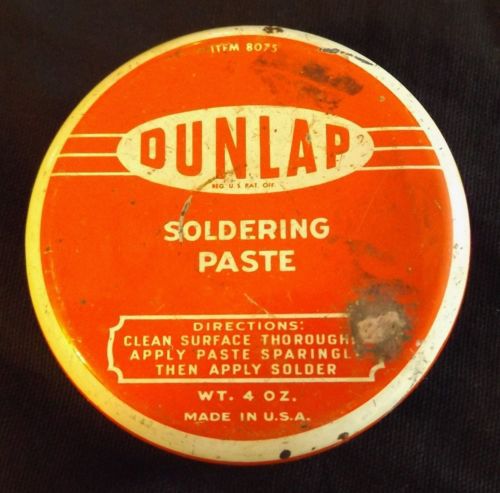 ITEM 8075
DUNLAP
REG. U.S. PAT. OFF.
SOLDERING
PASTE
DIRECTIONS:
CLEAN SURFACE THOROUGH
APPLY PASTE SPARINGL
THEN APPLY SOLDER
WT. 4 OZ.
MADE IN U.S.A.